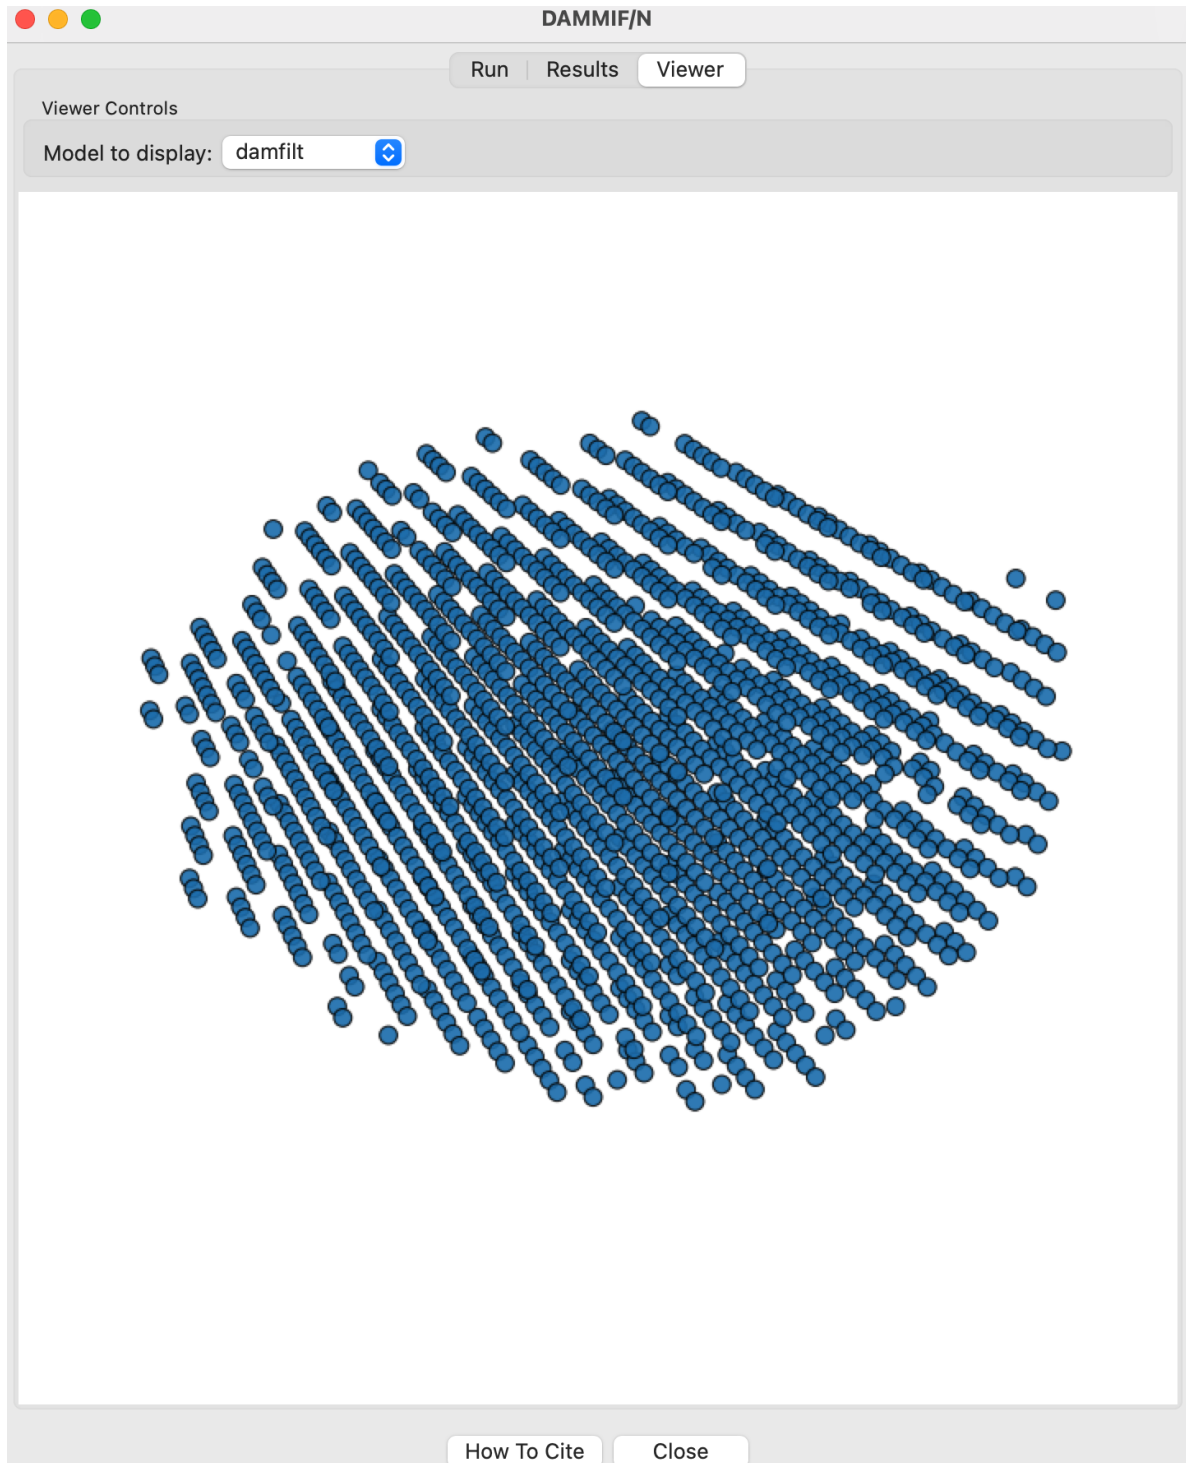 DAMMIF/N
Run Results Viewer
Viewer Controls
Model to display: damfilt
How To Cite Close